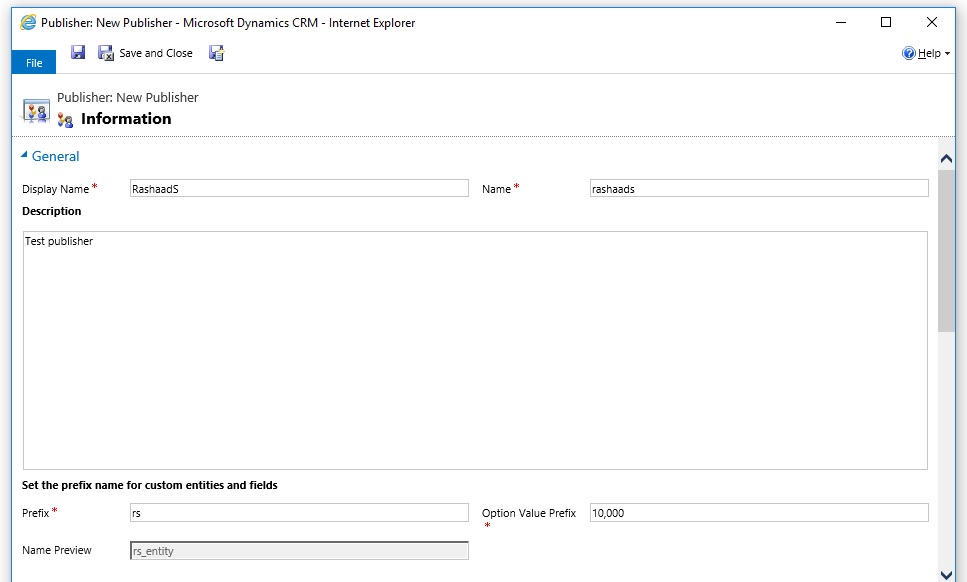 Publisher: New Publisher - Microsoft Dynamics CRM - Internet Explorer
File
Save and Close
Help
Publisher: New Publisher
Information
General
Display Name *
RashaadS
Name *
rashaads
Description
Test publisher
Set the prefix name for custom entities and fields
Prefix *
rs
Option Value Prefix
*
10,000
Name Preview
rs_entity